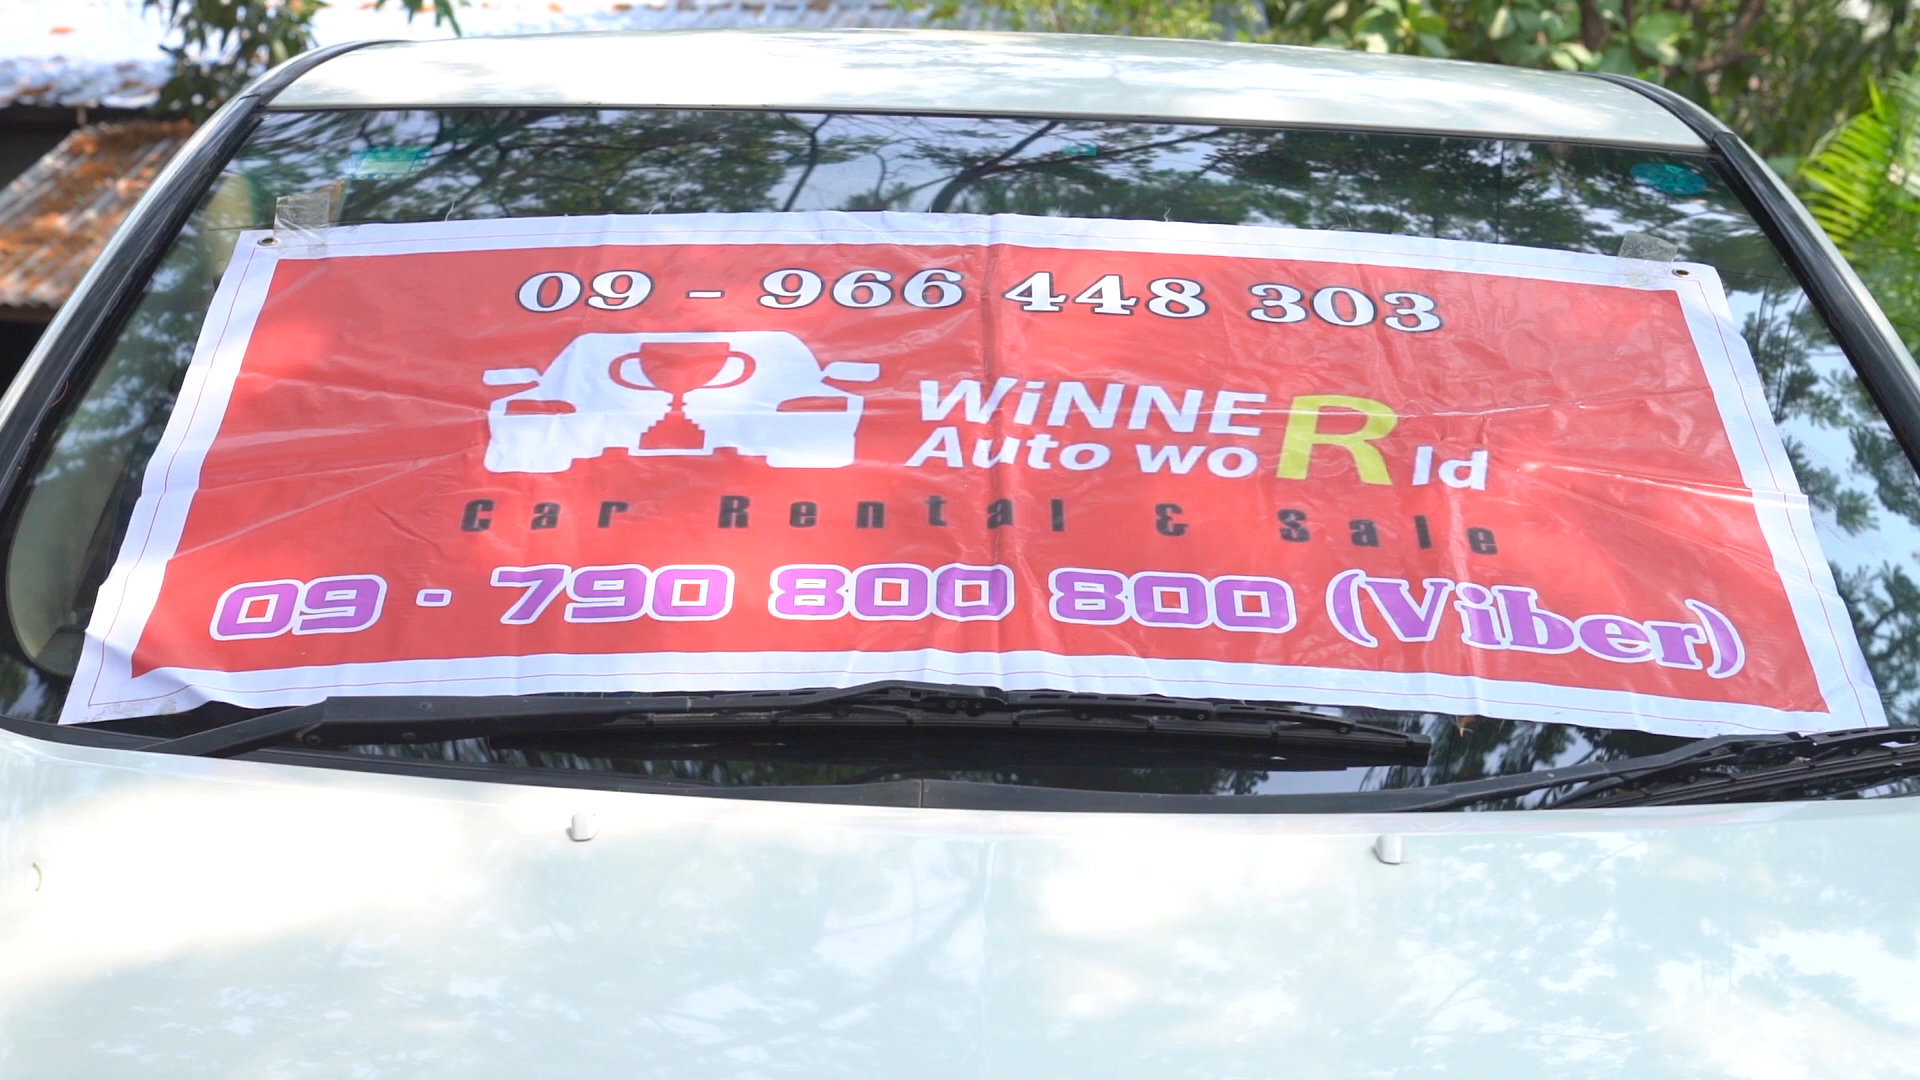 09 - 966 448 303
WiNNER
Auto woRld
Car Rental & Sale
09 - 790 800 800 (Viber)